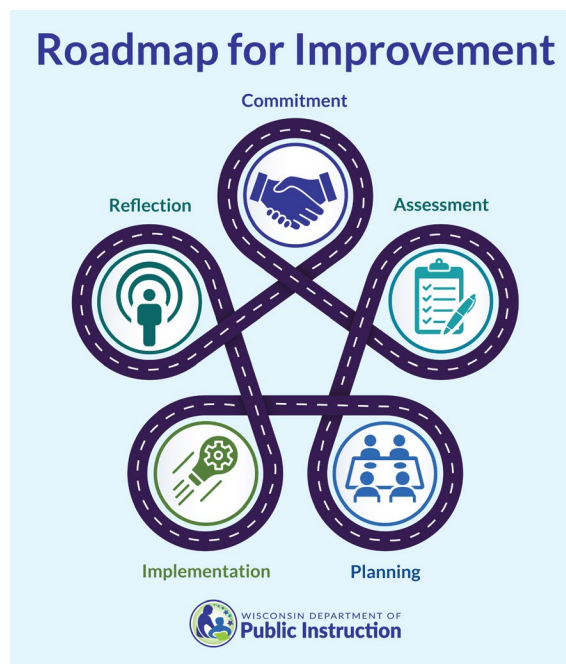 Roadmap for Improvement
Commitment
Reflection
Assessment
Implementation
Planning
WISCONSIN DEPARTMENT OF
Public Instruction